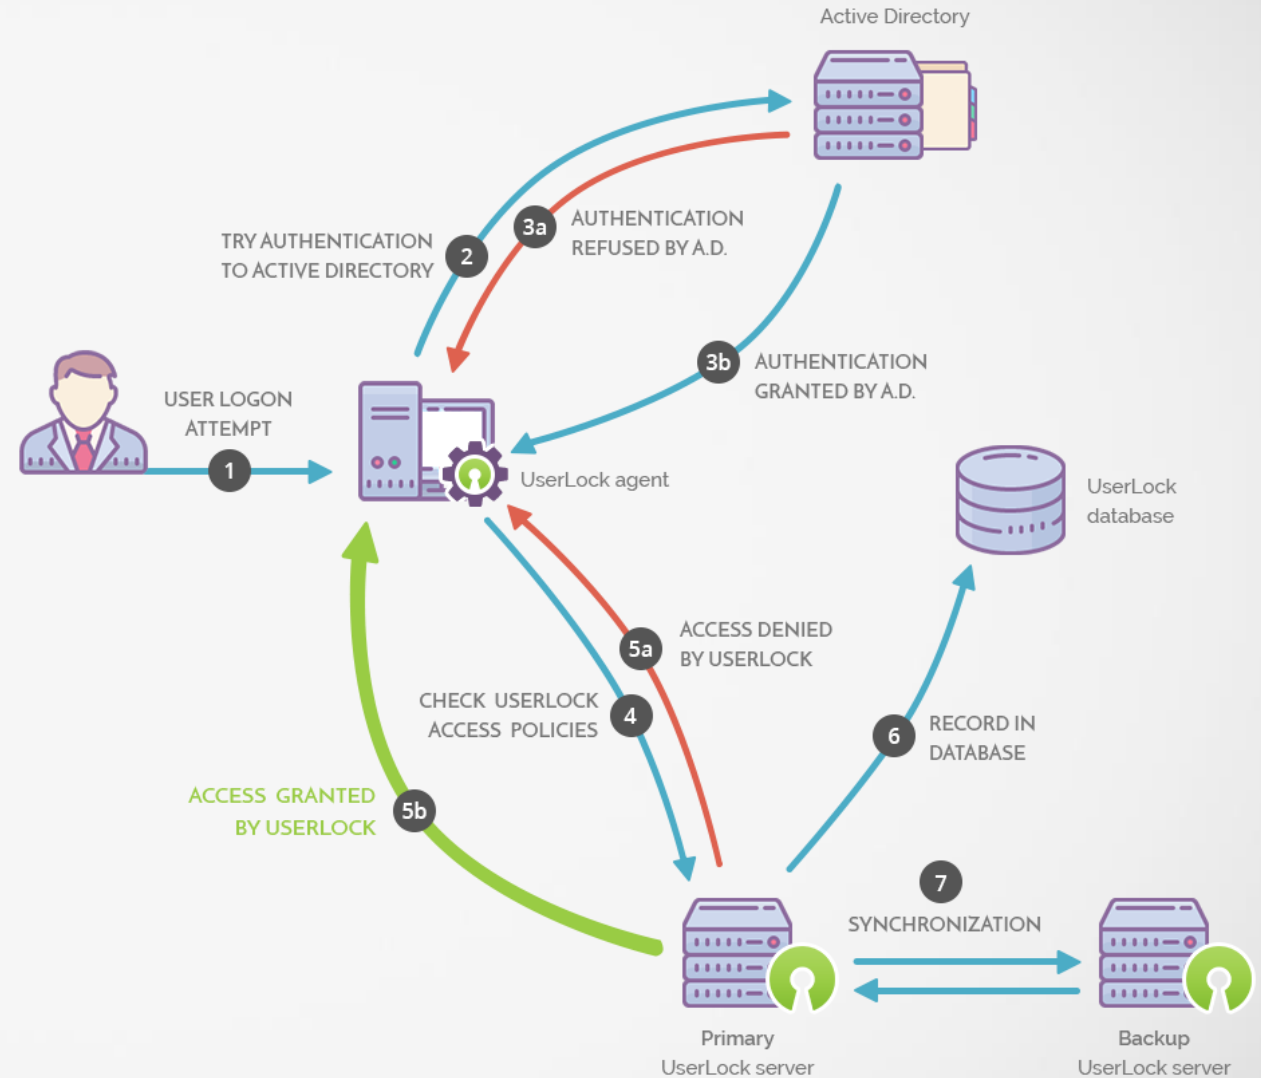 Active Directory
TRY AUTHENTICATION
TO ACTIVE DIRECTORY
2
3a
AUTHENTICATION
REFUSED BY A.D.
3b
AUTHENTICATION
GRANTED BY A.D.
USER LOGON
ATTEMPT
1
UserLock agent
UserLock
database
5a
ACCESS DENIED
BY USERLOCK
CHECK USERLOCK
ACCESS POLICIES
4
6
RECORD IN
DATABASE
ACCESS GRANTED
BY USERLOCK
5b
7
SYNCHRONIZATION
Primary
UserLock server
Backup
UserLock server